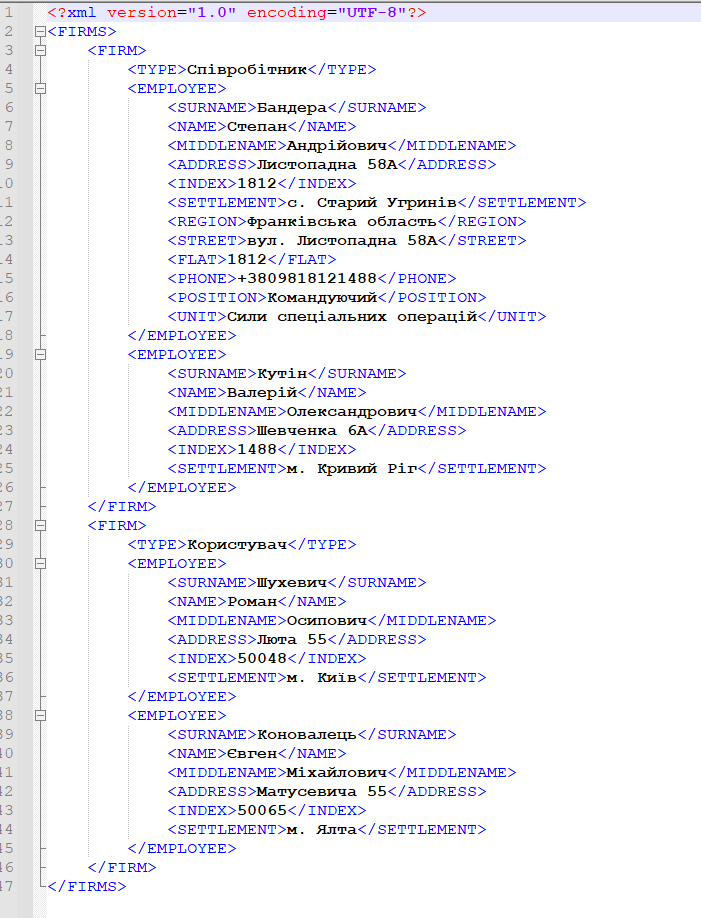 1 <?xml version="1.0" encoding="UTF-8"?>
2 <FIRMS>
3 <FIRM>
4 <TYPE>Співробітник</TYPE>
5 <EMPLOYEE>
6 <SURNAME>Бандера</SURNAME>
7 <NAME>Степан</NAME>
8 <MIDDLENAME>Андрійович</MIDDLENAME>
9 <ADDRESS>Листопадна 58А</ADDRESS>
10 <INDEX>1812</INDEX>
11 <SETTLEMENT>с. Старий Угринів</SETTLEMENT>
12 <REGION>Франківська область</REGION>
13 <STREET>вул. Листопадна 58А</STREET>
14 <FLAT>1812</FLAT>
15 <PHONE>+3809818121488</PHONE>
16 <POSITION>Командуючий</POSITION>
17 <UNIT>Сили спеціальних операцій</UNIT>
18 </EMPLOYEE>
19 <EMPLOYEE>
20 <SURNAME>Кутін</SURNAME>
21 <NAME>Валерій</NAME>
22 <MIDDLENAME>Олександрович</MIDDLENAME>
23 <ADDRESS>Шевченка 6А</ADDRESS>
24 <INDEX>1488</INDEX>
25 <SETTLEMENT>м. Кривий Ріг</SETTLEMENT>
26 </EMPLOYEE>
27 </FIRM>
28 <FIRM>
29 <TYPE>Користувач</TYPE>
30 <EMPLOYEE>
31 <SURNAME>Шухевич</SURNAME>
32 <NAME>Роман</NAME>
33 <MIDDLENAME>Осипович</MIDDLENAME>
34 <ADDRESS>Люта 55</ADDRESS>
35 <INDEX>50048</INDEX>
36 <SETTLEMENT>м. Київ</SETTLEMENT>
37 </EMPLOYEE>
38 <EMPLOYEE>
39 <SURNAME>Коновалець</SURNAME>
40 <NAME>Євген</NAME>
41 <MIDDLENAME>Міхайлович</MIDDLENAME>
42 <ADDRESS>Матусевича 55</ADDRESS>
43 <INDEX>50065</INDEX>
44 <SETTLEMENT>м. Ялта</SETTLEMENT>
45 </EMPLOYEE>
46 </FIRM>
47 </FIRMS>